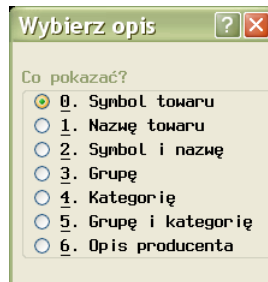 Wybierz opis ? X
Co pokazać?
0. Symbol towaru
1. Nazwę towaru
2. Symbol i nazwę
3. Grupę
4. Kategorię
5. Grupę i kategorię
6. Opis producenta